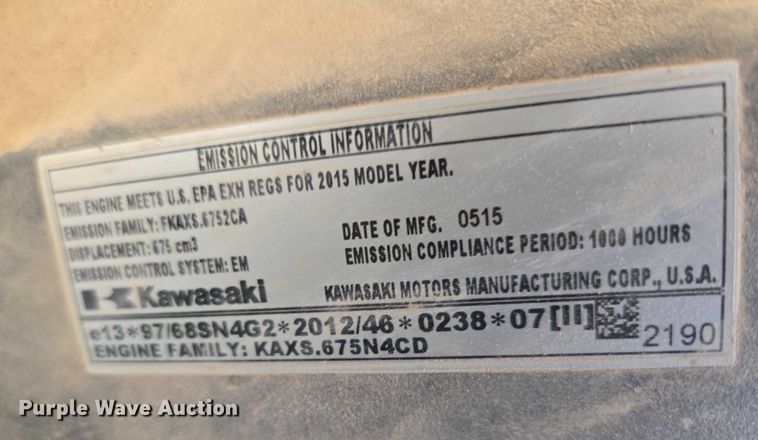 EMISSION CONTROL INFORMATION
THIS ENGINE MEETS U.S. EPA EXH REGS FOR 2015 MODEL YEAR.
EMISSION FAMILY: FKAXS.6752CA
DATE OF MFG. 0515
DISPLACEMENT: 675 cm3
EMISSION COMPLIANCE PERIOD: 1000 HOURS
EMISSION CONTROL SYSTEM: EM
Kawasaki
KAWASAKI MOTORS MANUFACTURING CORP., U.S.A.
e13*97/68SN4G2*2012/46*0238*07[II]
2190
ENGINE FAMILY: KAXS.675N4CD
Purple Wave Auction